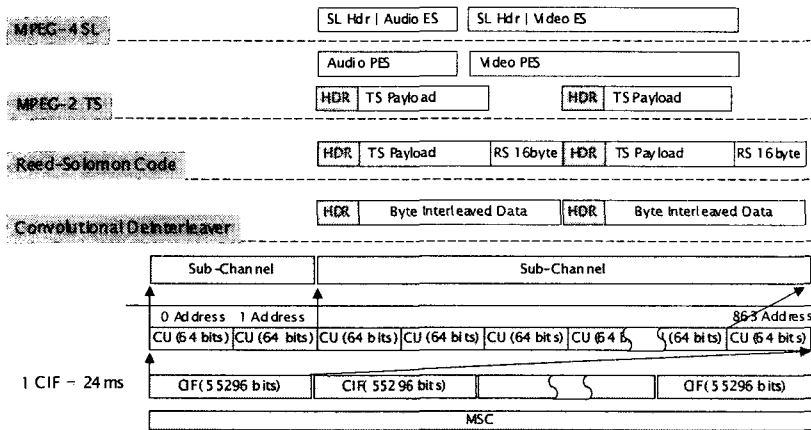 MPEG-4 SL
SL Hdr | Audio ES SL Hdr | Video ES
Audio PES Video PES
MPEG-2 TS
HDR TS Payload HDR TS Payload
Reed-Solomon Code
HDR TS Payload RS 16byte HDR TS Payload RS 16byte
Convolutional Deinterleaver
HDR Byte Interleaved Data HDR Byte Interleaved Data
Sub-Channel Sub-Channel
0 Address 1 Address 863 Address
CU (64 bits) CU (64 bits) CU (64 bits) CU (64 bits) CU (64 bits) CU (64 b (64 bits) CU (64 bits)
1 CIF - 24 ms
CIF(55296 bits) CIF(55296 bits) CIF(55296 bits)
MSC